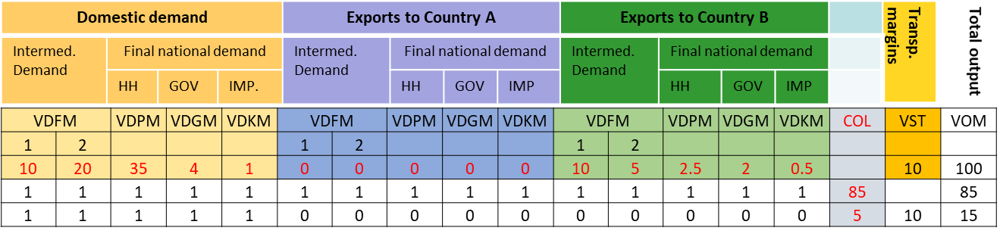 Domestic demand Exports to Country A Exports to Country B Transp. margins Total output
Intermed. Demand Final national demand Intermed. Demand Final national demand Intermed. Demand Final national demand
HH GOV IMP. HH GOV IMP HH GOV IMP
VDFM VDPM VDGM VDKM VDFM VDPM VDGM VDKM VDFM VDPM VDGM VDKM COL VST VOM
1 2 1 2 1 2
10 20 35 4 1 0 0 0 0 0 10 5 2.5 2 0.5 10 100
1 1 1 1 1 1 1 1 1 1 1 1 1 1 1 85 85
1 1 1 1 1 0 0 0 0 0 0 0 0 0 0 5 10 15